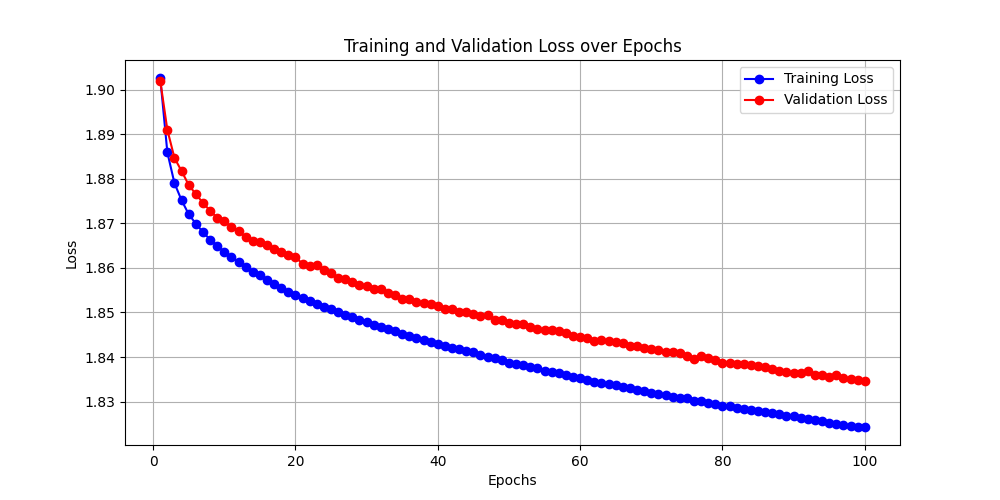 Training and Validation Loss over Epochs
Training Loss
Validation Loss
Loss
1.90
1.89
1.88
1.87
1.86
1.85
1.84
1.83
0 20 40 60 80 100
Epochs